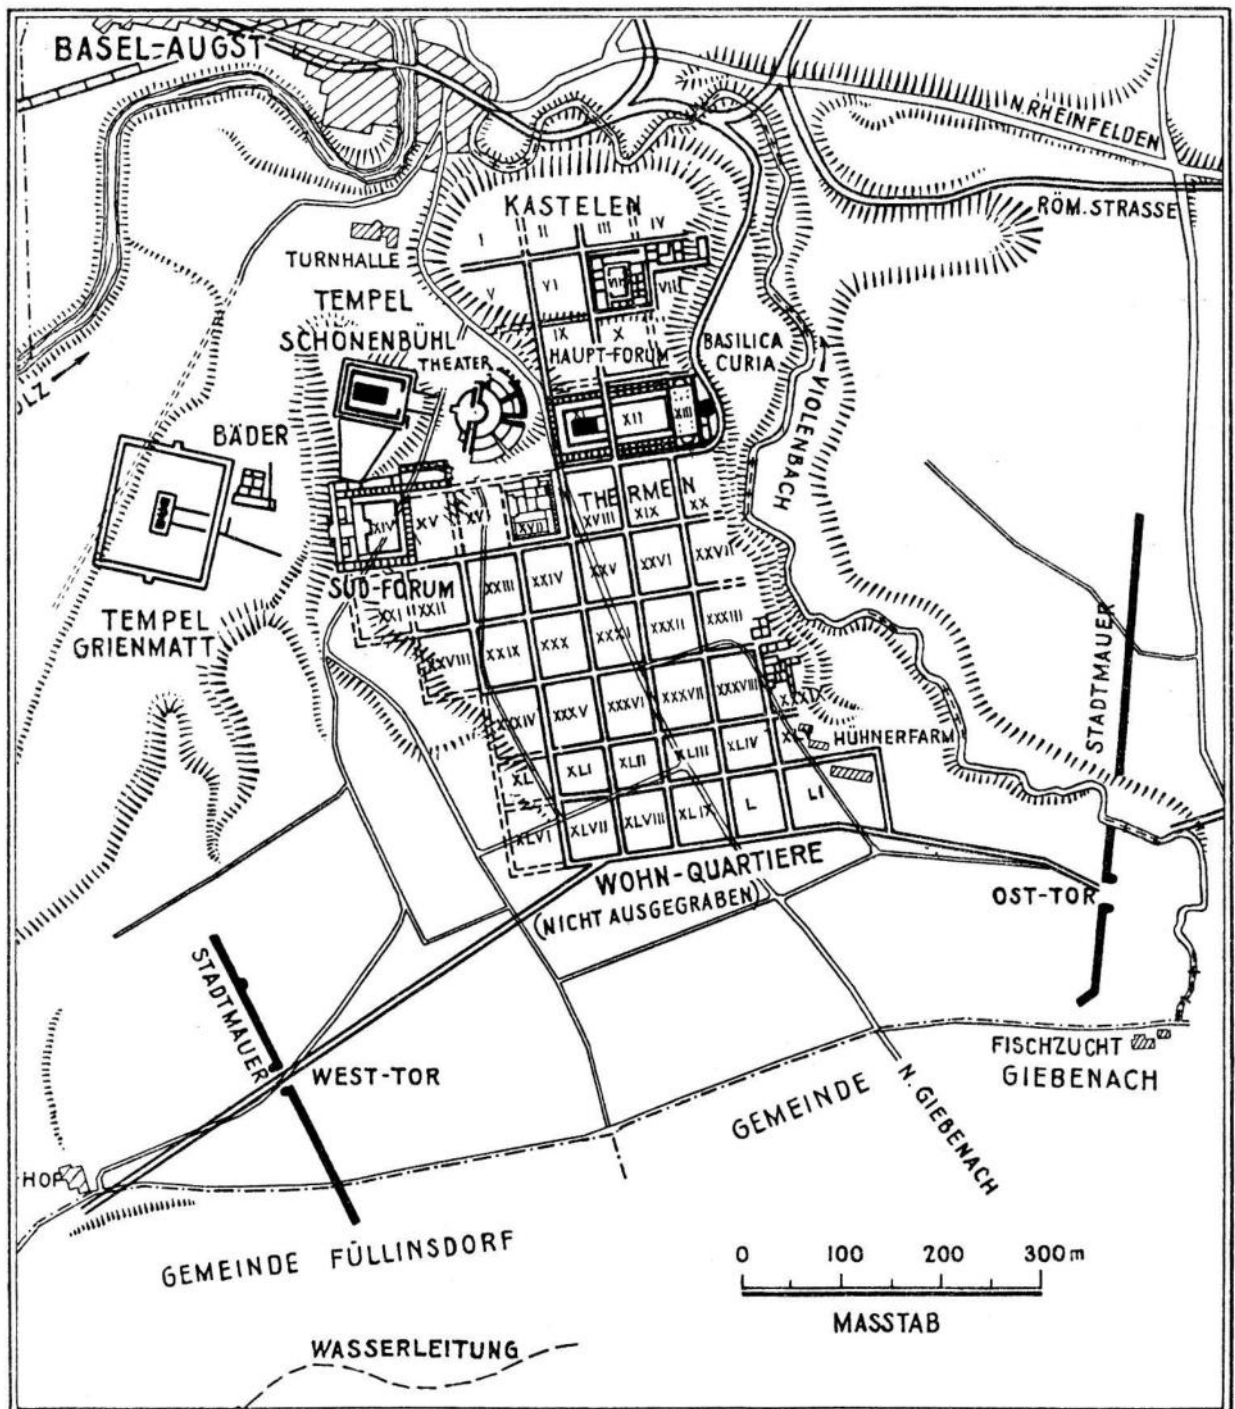 BASEL-AUGST
N. RHEINFELDEN
RÖM. STRASSE
KASTELEN
I II III IV
TURNHALLE
V VI VIII VII
TEMPEL
SCHÖNENBÜHL
THEATER
IX X
HAUPT-FORUM
BASILICA
CURIA
VIOLENBACH
BÄDER
XI XII XIII
THERMEN
XIV XV XVI XVII XVIII XIX XX
SÜD-FORUM
TEMPEL
GRIENMATT
XXI XXII XXIII XXIV XXV XXVI XXVII
XXVIII XXIX XXX XXXI XXXII XXXIII
STADTMAUER
XXXIV XXXV XXXVI XXXVII XXXVIII XXXIX
HÜHNERFARM
XL XLI XLII XLIII XLIV XLV
XLVI XLVII XLVIII XLIX L LI
WOHN-QUARTIERE
(NICHT AUSGEGRABEN)
OST-TOR
STADTMAUER
WEST-TOR
FISCHZUCHT
GIEBENACH
GEMEINDE
N. GIEBENACH
HOF
GEMEINDE FÜLLINSDORF
0 100 200 300 m
MASSTAB
WASSERLEITUNG